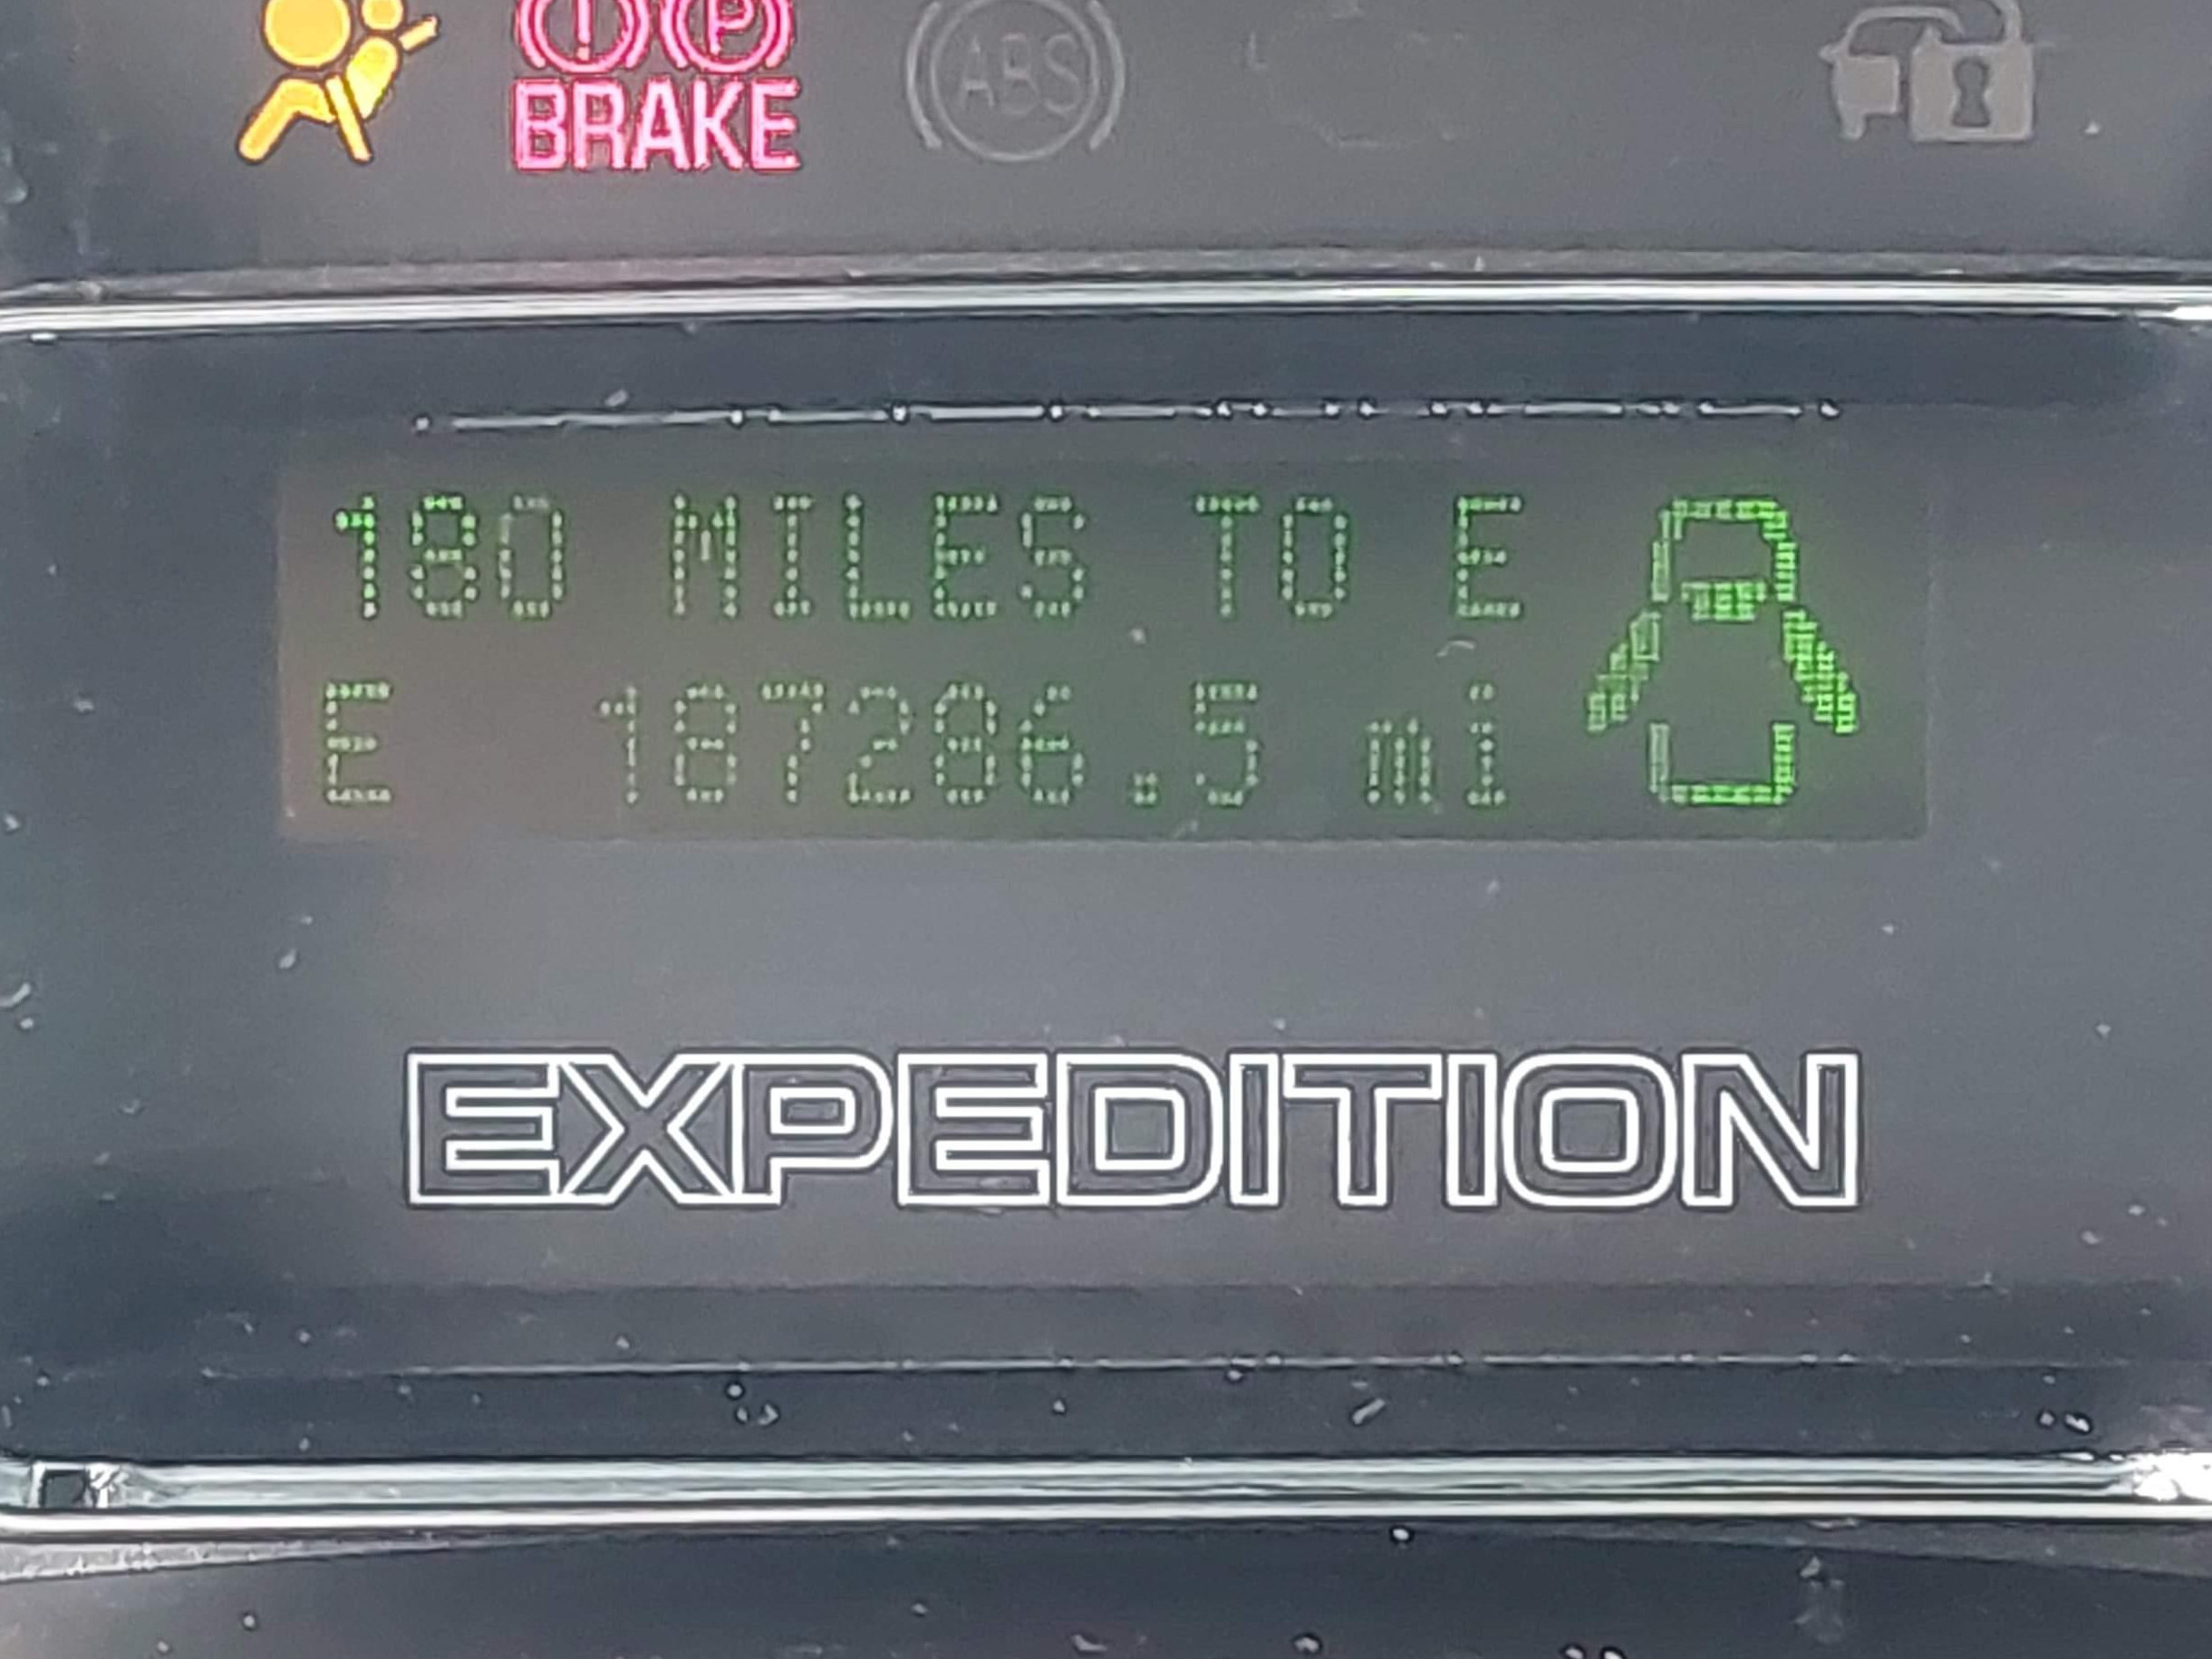 ! P
BRAKE
ABS
180 MILES TO E
E 187286.5 mi
EXPEDITION